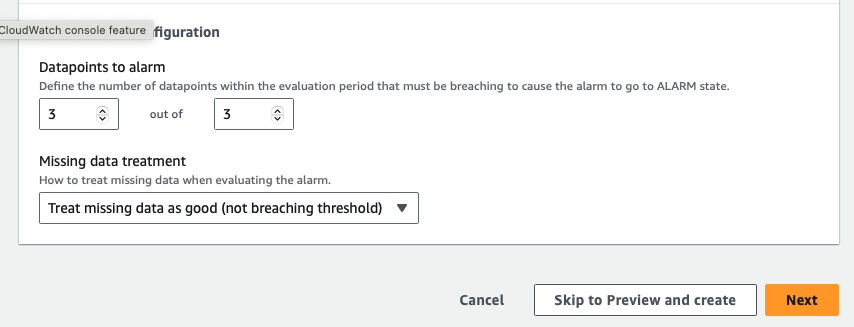 CloudWatch console feature
figuration
Datapoints to alarm
Define the number of datapoints within the evaluation period that must be breaching to cause the alarm to go to ALARM state.
3 out of 3
Missing data treatment
How to treat missing data when evaluating the alarm.
Treat missing data as good (not breaching threshold)
Cancel Skip to Preview and create Next